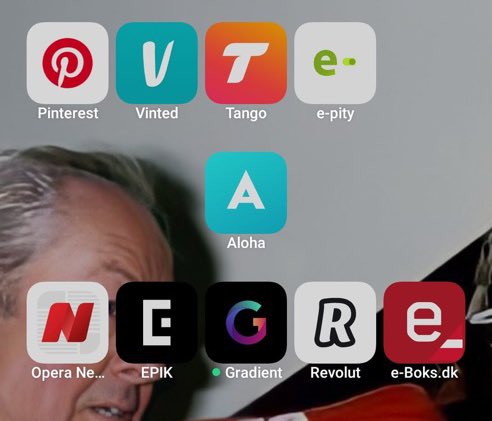 Pinterest
Vinted
Tango
e-pity
Aloha
Opera Ne...
EPIK
Gradient
Revolut
e-Boks.dk